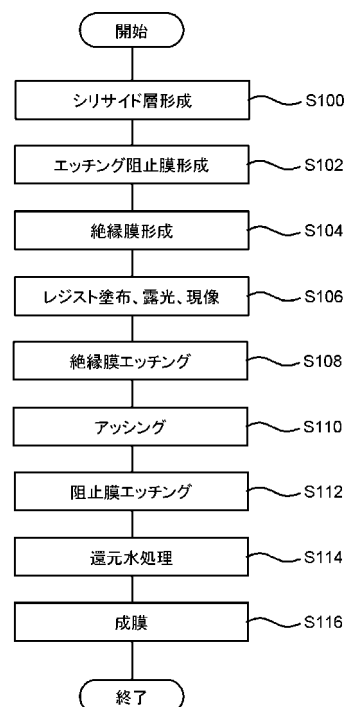 開始
シリサイド層形成 S100
エッチング阻止膜形成 S102
絶縁膜形成 S104
レジスト塗布、露光、現像 S106
絶縁膜エッチング S108
アッシング S110
阻止膜エッチング S112
還元水処理 S114
成膜 S116
終了